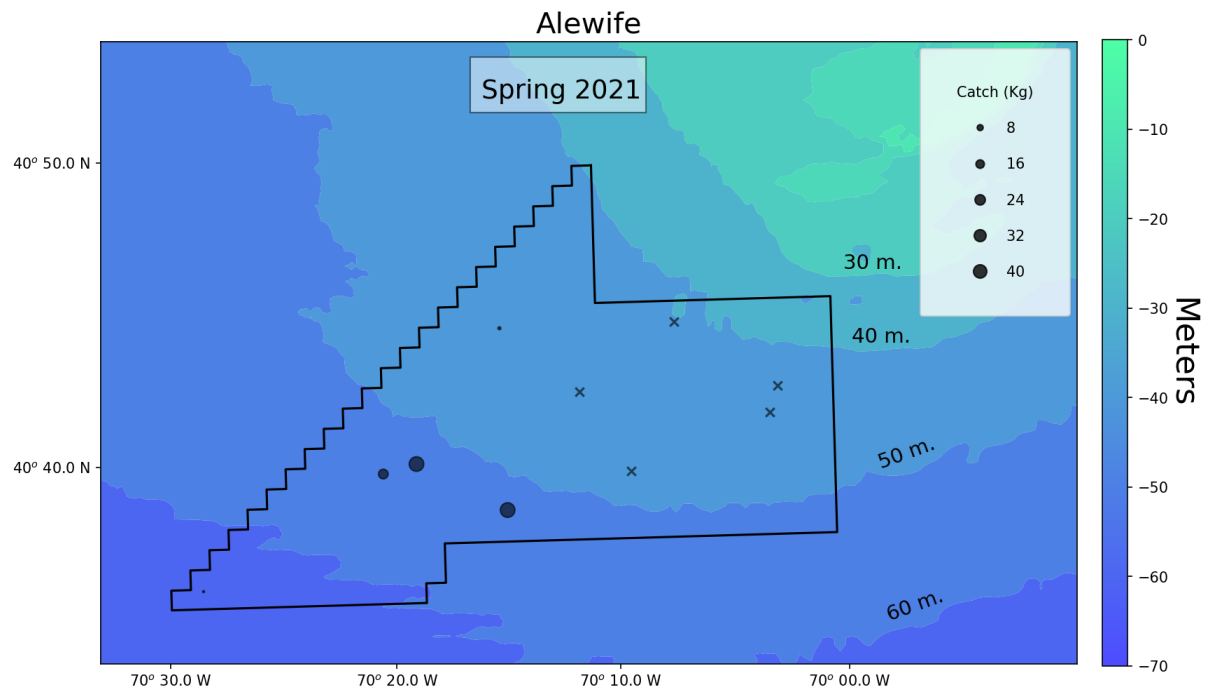 Alewife
Spring 2021
Catch (Kg)
8
16
24
32
40
30 m.
40 m.
50 m.
60 m.
40° 50.0 N
40° 40.0 N
70° 30.0 W
70° 20.0 W
70° 10.0 W
70° 00.0 W
0
−10
−20
−30
−40
−50
−60
−70
Meters